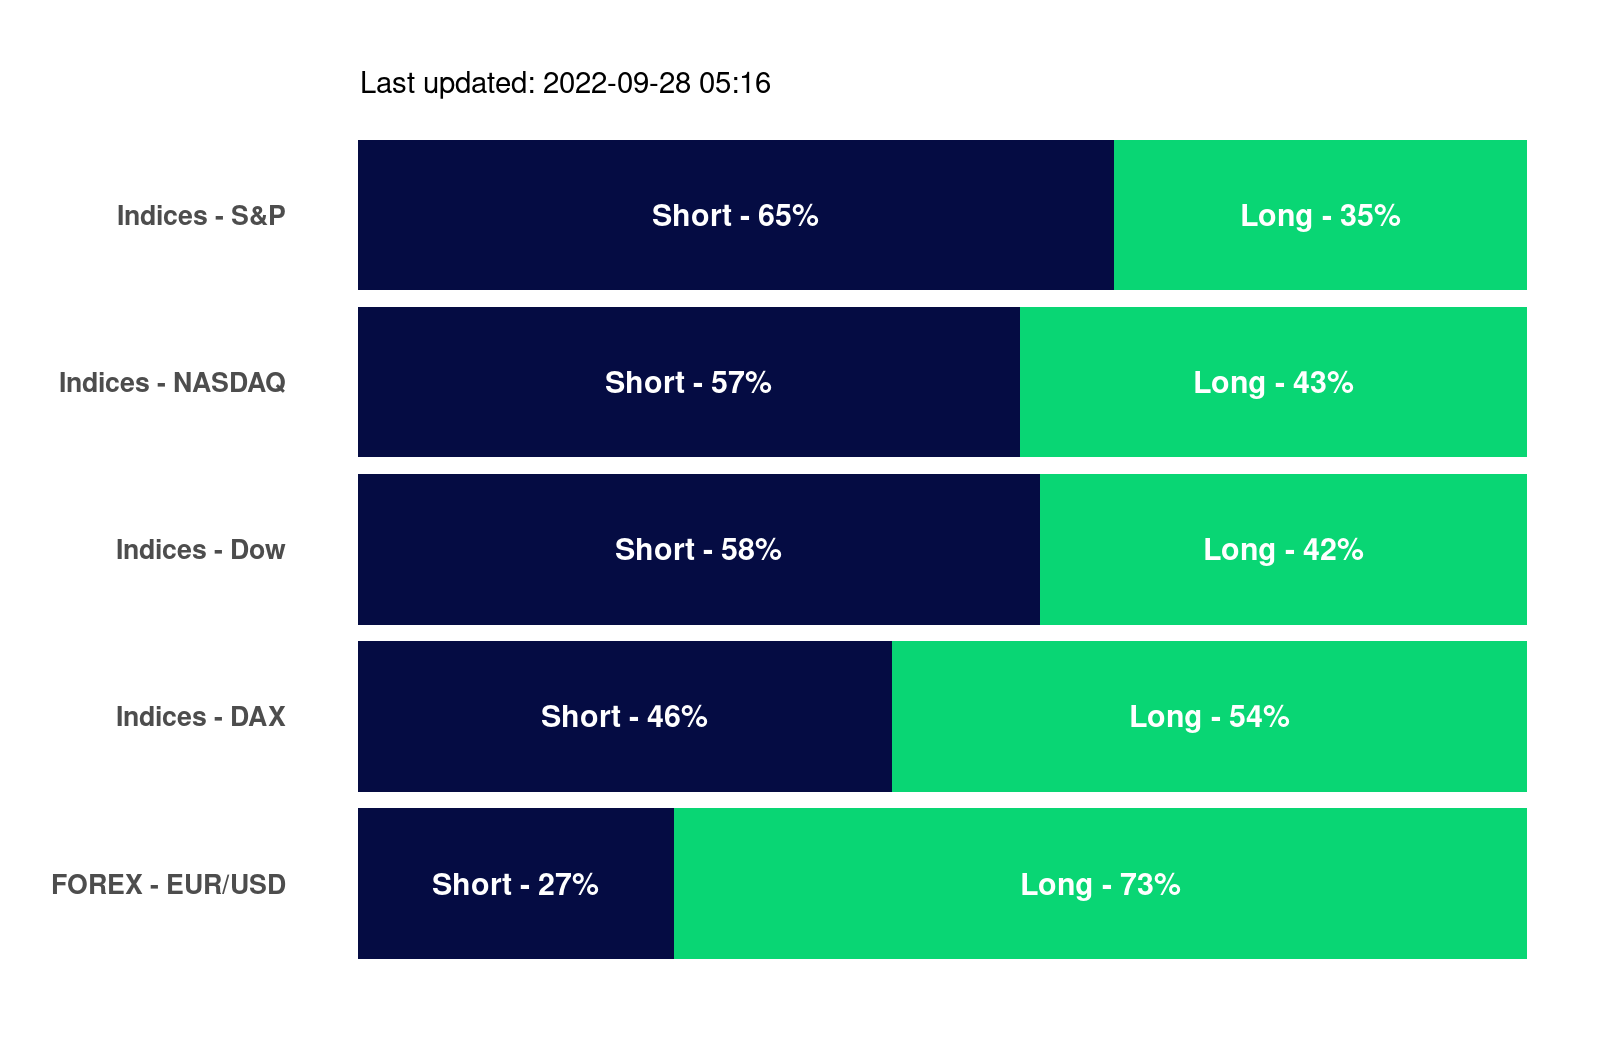 Last updated: 2022-09-28 05:16
Indices - S&P
Short - 65%
Long - 35%
Indices - NASDAQ
Short - 57%
Long - 43%
Indices - Dow
Short - 58%
Long - 42%
Indices - DAX
Short - 46%
Long - 54%
FOREX - EUR/USD
Short - 27%
Long - 73%